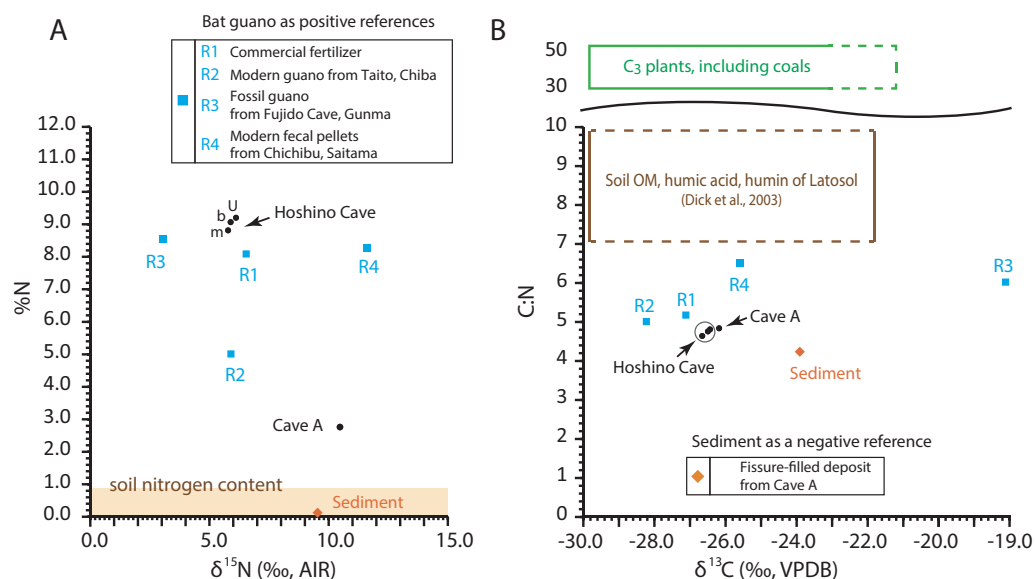 A
Bat guano as positive references
R1 Commercial fertilizer
R2 Modern guano from Taito, Chiba
R3 Fossil guano
from Fujido Cave, Gunma
R4 Modern fecal pellets
from Chichibu, Saitama
12.0
11.0
10.0
9.0
8.0
7.0
6.0
5.0
4.0
3.0
2.0
1.0
0.0
%N
U
b
m
Hoshino Cave
R3
R1
R4
R2
Cave A
soil nitrogen content
Sediment
0.0 5.0 10.0 15.0
δ¹⁵N (‰, AIR)
B
50
30
C₃ plants, including coals
10
9
8
7
6
5
4
3
2
1
0
C:N
Soil OM, humic acid, humin of Latosol
(Dick et al., 2003)
R3
R4
R2
R1
Cave A
Hoshino Cave
Sediment
Sediment as a negative reference
Fissure-filled deposit
from Cave A
-30.0 -28.0 -26.0 -24.0 -22.0 -20.0 -19.0
δ¹³C (‰, VPDB)